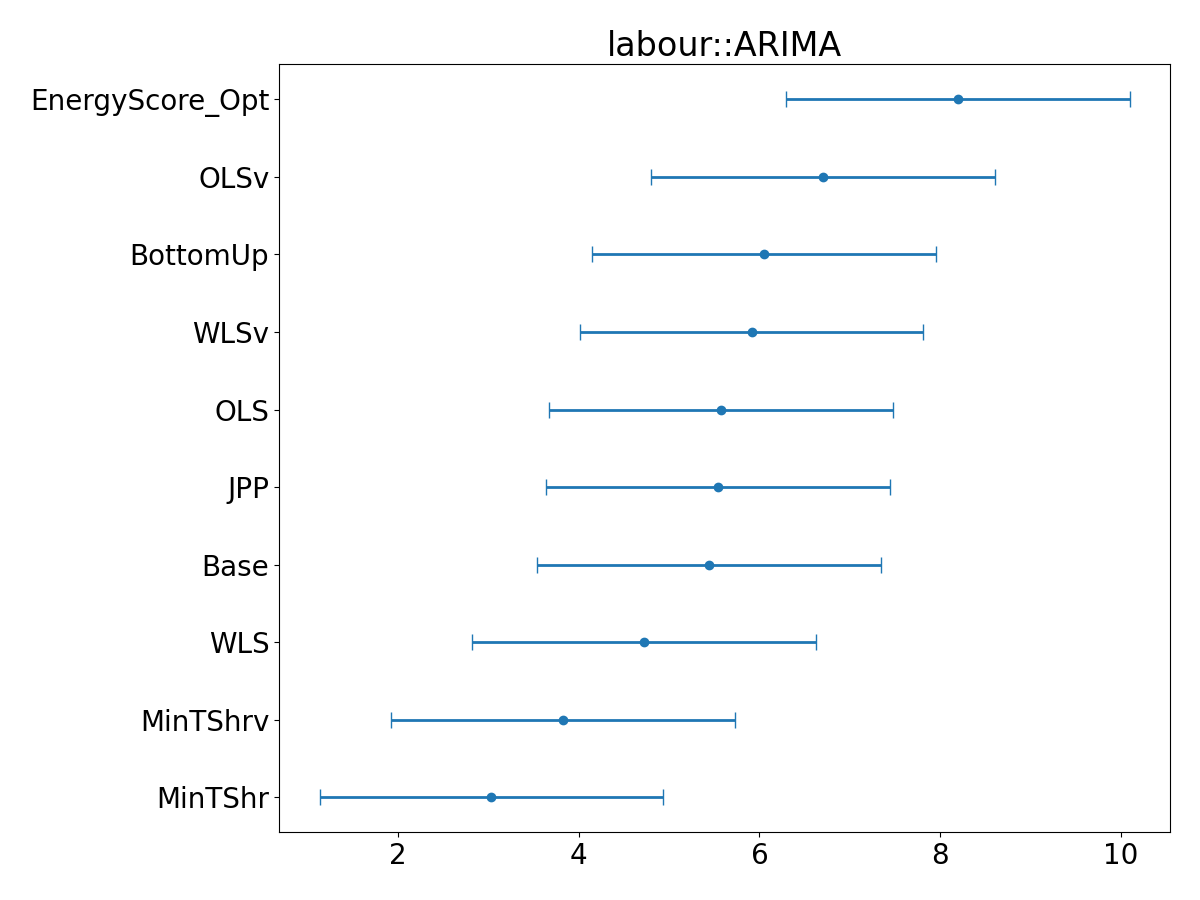 labour::ARIMA
EnergyScore_Opt
OLSv
BottomUp
WLSv
OLS
JPP
Base
WLS
MinTShrv
MinTShr
2 4 6 8 10